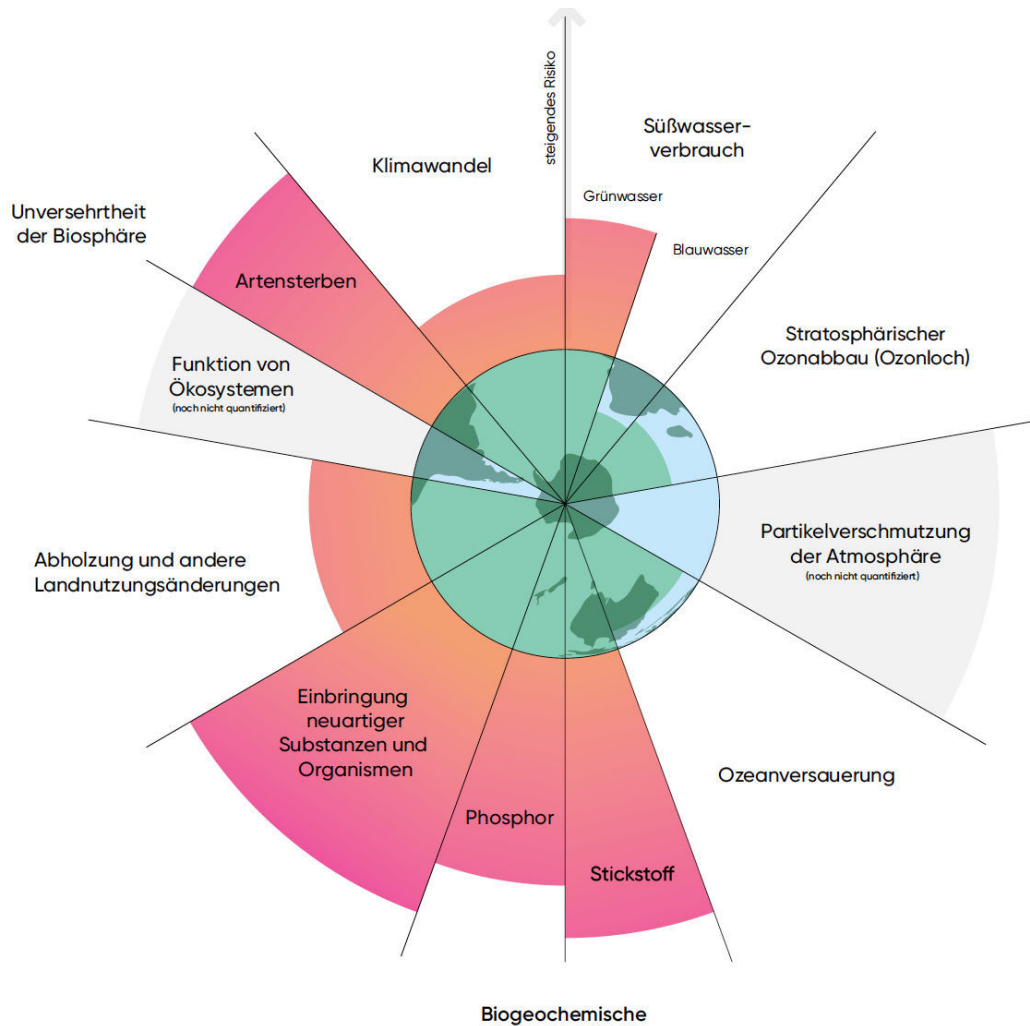 steigendes Risiko
Süßwasser-
verbrauch
Klimawandel
Grünwasser
Unversehrtheit
der Biosphäre
Blauwasser
Artensterben
Stratosphärischer
Ozonabbau (Ozonloch)
Funktion von
Ökosystemen
(noch nicht quantifiziert)
Partikelverschmutzung
der Atmosphäre
(noch nicht quantifiziert)
Abholzung und andere
Landnutzungsänderungen
Einbringung
neuartiger
Substanzen und
Organismen
Ozeanversauerung
Phosphor
Stickstoff
Biogeochemische